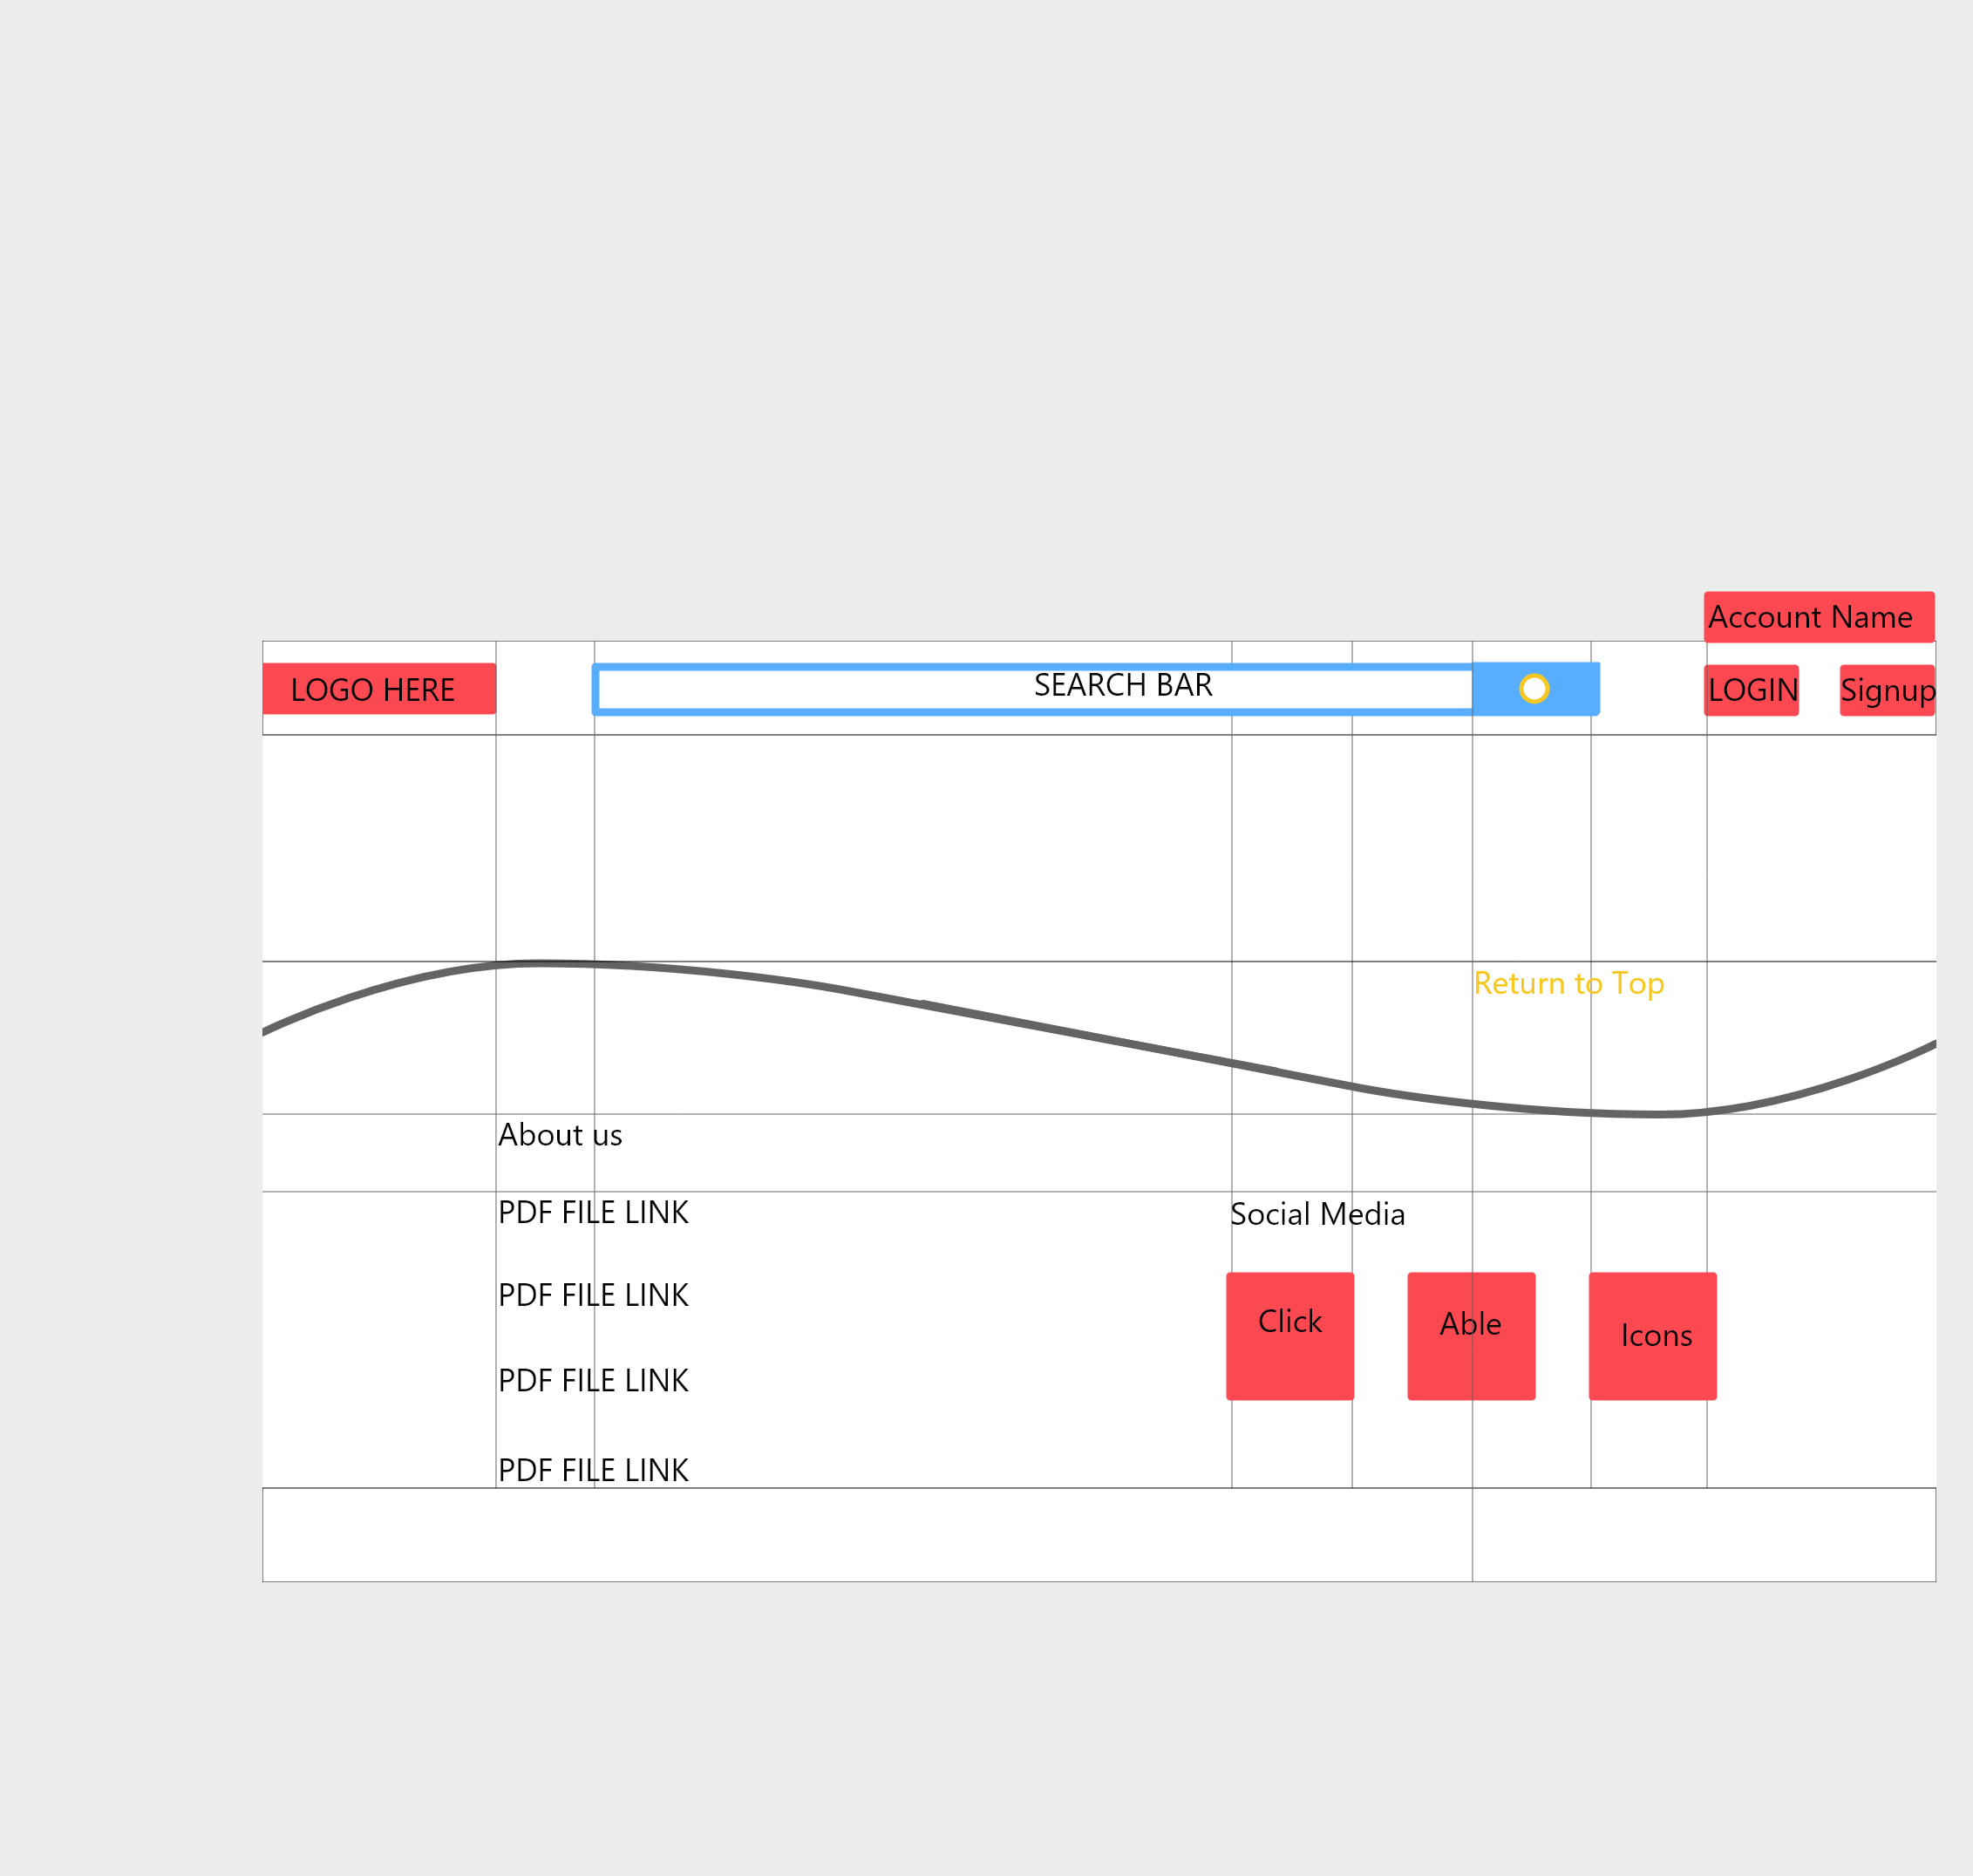 Account Name
LOGO HERE
SEARCH BAR
LOGIN
Signup
Return to Top
About us
PDF FILE LINK
Social Media
PDF FILE LINK
Click
Able
Icons
PDF FILE LINK
PDF FILE LINK